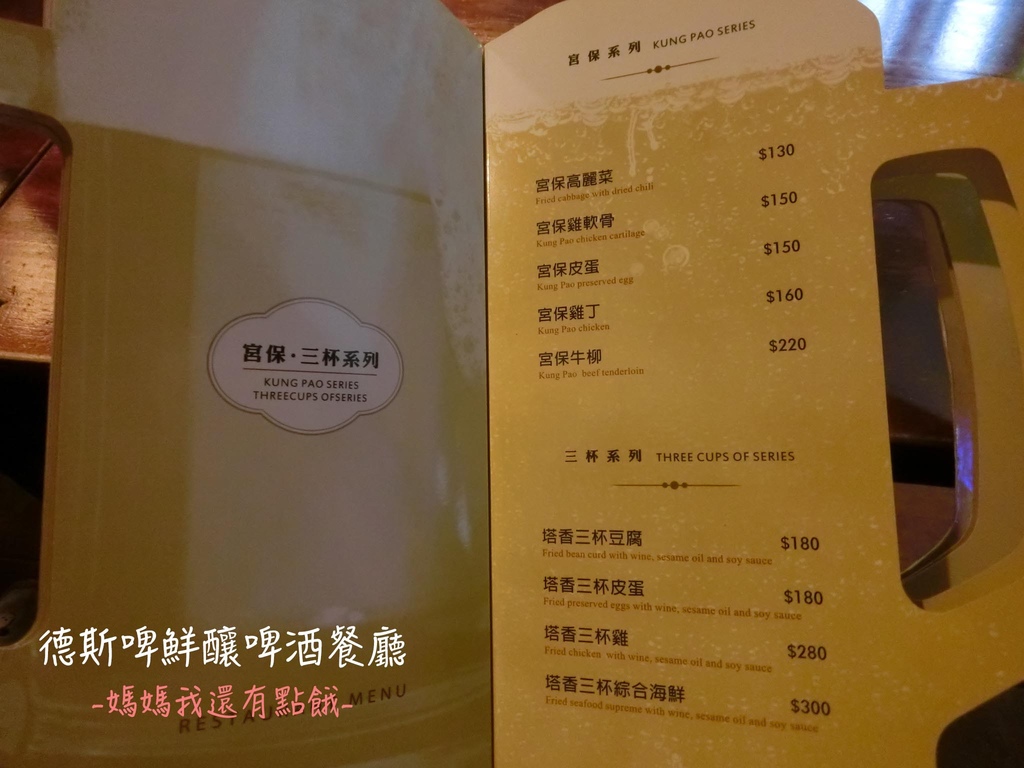 宮保·三杯系列
KUNG PAO SERIES
THREECUPS OFSERIES
德斯啤鮮釀啤酒餐廳
-媽媽我還有點餓-
RESTAURANT MENU
宮保系列 KUNG PAO SERIES
宮保高麗菜 $130
Fried cabbage with dried chili
宮保雞軟骨 $150
Kung Pao chicken cartilage
宮保皮蛋 $150
Kung Pao preserved egg
宮保雞丁 $160
Kung Pao chicken
宮保牛柳 $220
Kung Pao beef tenderloin
三杯系列 THREE CUPS OF SERIES
塔香三杯豆腐 $180
Fried bean curd with wine, sesame oil and soy sauce
塔香三杯皮蛋 $180
Fried preserved eggs with wine, sesame oil and soy sauce
塔香三杯雞 $280
Fried chicken with wine, sesame oil and soy sauce
塔香三杯綜合海鮮 $300
Fried seafood supreme with wine, sesame oil and soy sauce